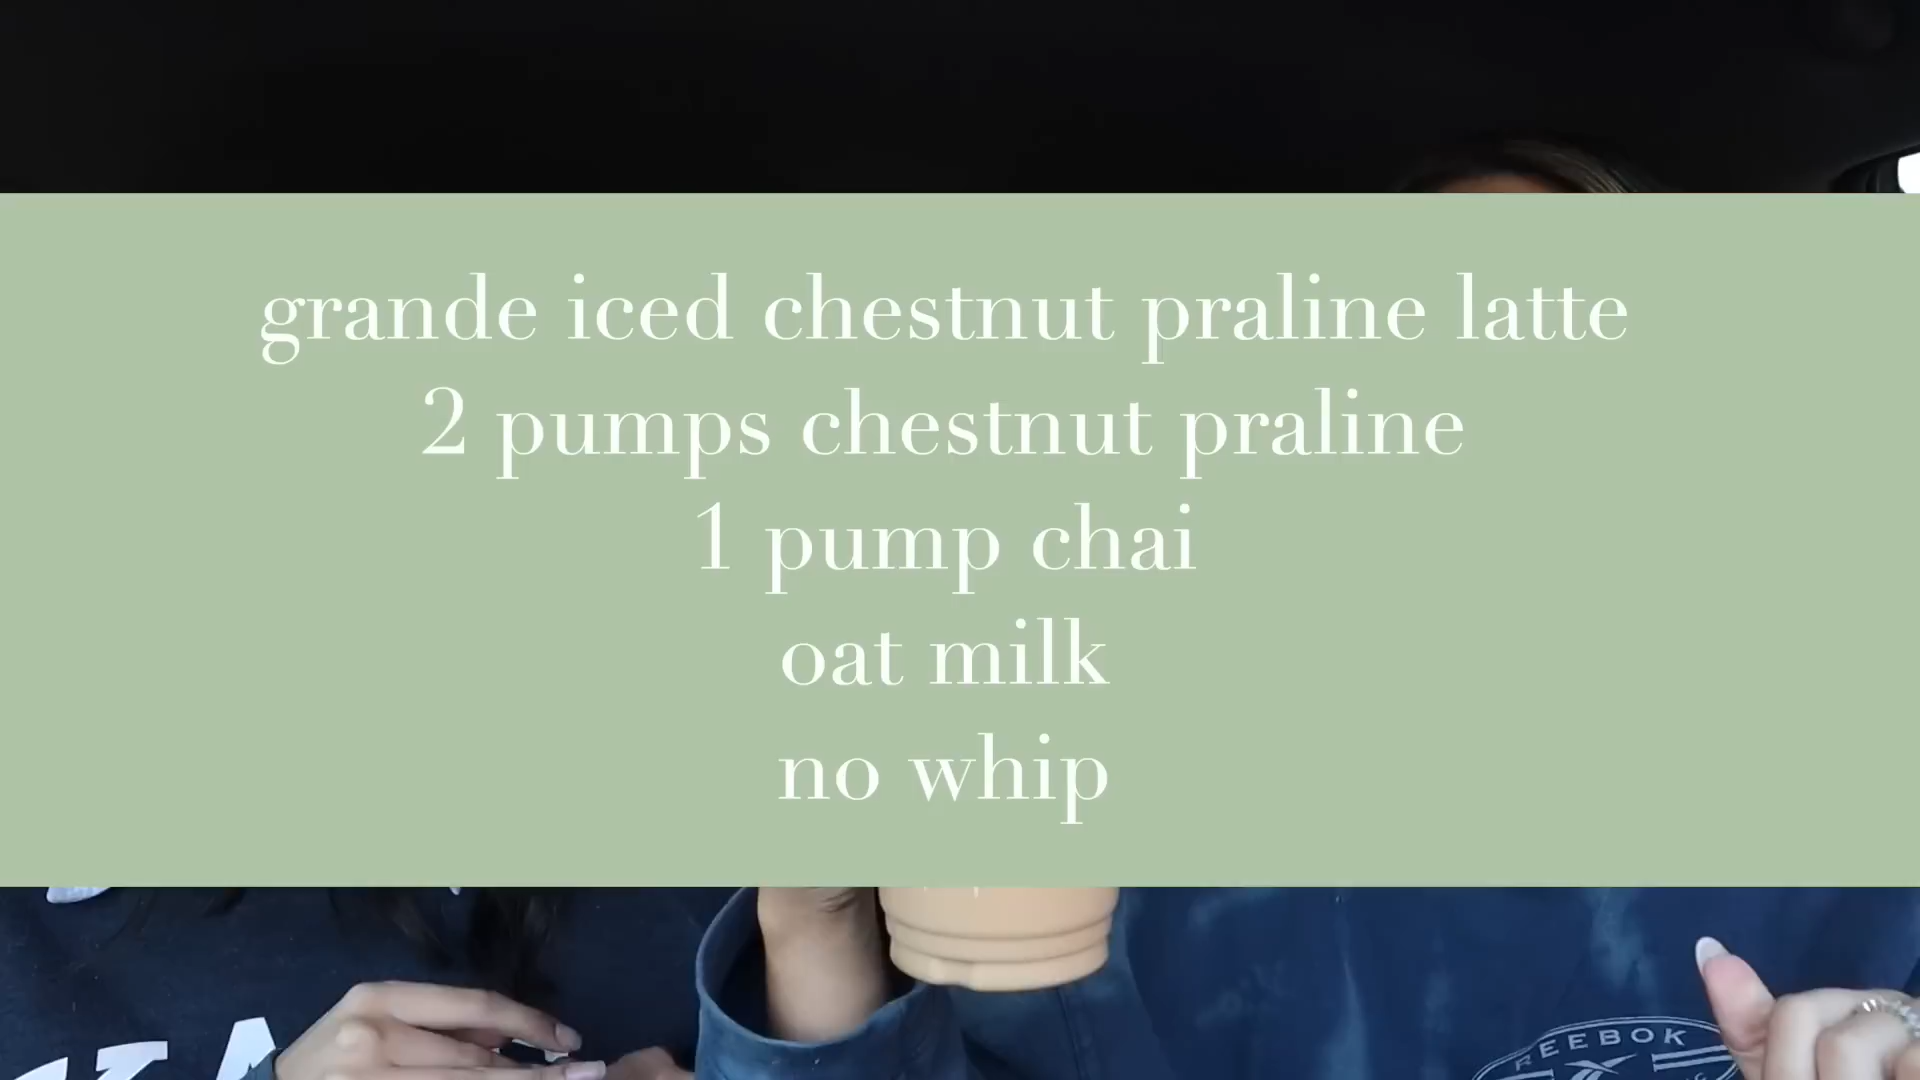 grande iced chestnut praline latte
2 pumps chestnut praline
1 pump chai
oat milk
no whip
REEBOK